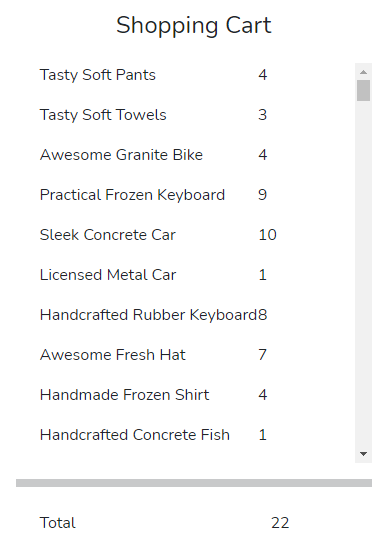 Shopping Cart
Tasty Soft Pants 4
Tasty Soft Towels 3
Awesome Granite Bike 4
Practical Frozen Keyboard 9
Sleek Concrete Car 10
Licensed Metal Car 1
Handcrafted Rubber Keyboard8
Awesome Fresh Hat 7
Handmade Frozen Shirt 4
Handcrafted Concrete Fish 1
Total 22